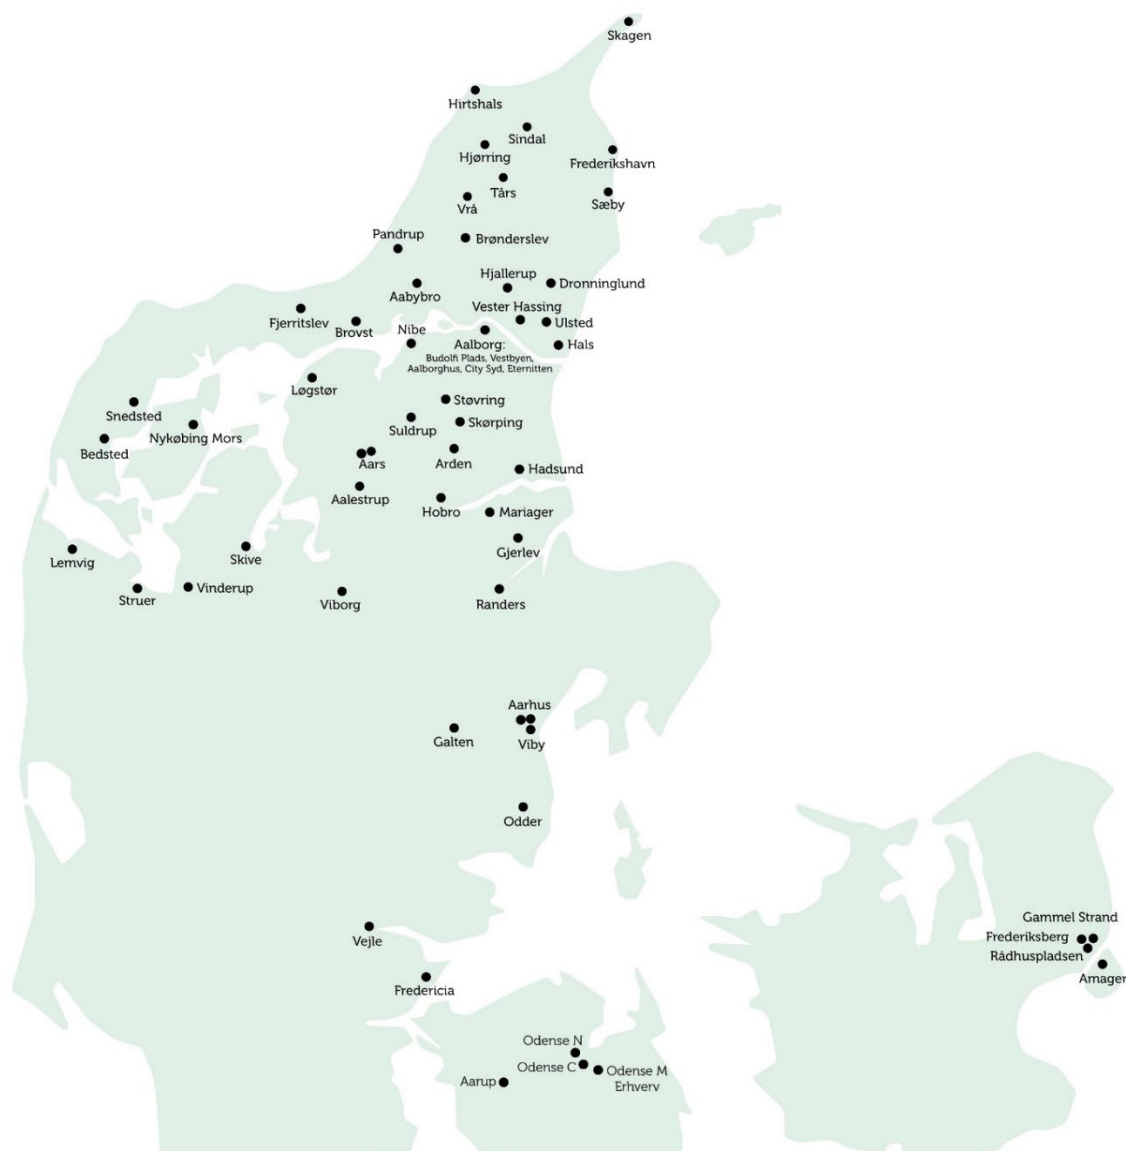 Skagen
Hirtshals
Sindal
Hjørring
Frederikshavn
Tårs
Sæby
Vrå
Pandrup
Brønderslev
Hjallerup
Dronninglund
Aabybro
Vester Hassing
Fjerritslev
Ulsted
Brovst
Nibe
Aalborg:
Hals
Budolfi Plads, Vestbyen,
Aalborghus, City Syd, Eternitten
Løgstør
Støvring
Snedsted
Skørping
Suldrup
Nykøbing Mors
Bedsted
Aars
Arden
Hadsund
Aalestrup
Hobro
Mariager
Gjerlev
Lemvig
Skive
Vinderup
Struer
Viborg
Randers
Aarhus
Galten
Viby
Odder
Gammel Strand
Frederiksberg
Vejle
Rådhuspladsen
Amager
Fredericia
Odense N
Odense C
Odense M
Erhverv
Aarup